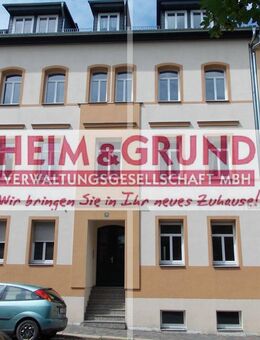 HEIM & GRUND
VERWALTUNGSGESELLSCHAFT MBH
Wir bringen Sie in Ihr neues Zuhause!